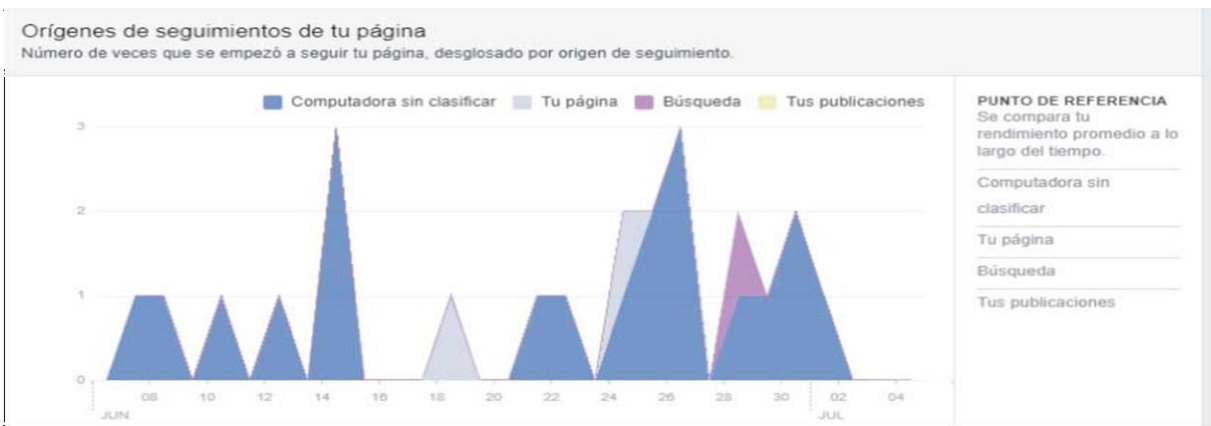 Orígenes de seguimientos de tu página
Número de veces que se empezó a seguir tu página, desglosado por origen de seguimiento.
Computadora sin clasificar Tu página Búsqueda Tus publicaciones
3
2
1
0
08 10 12 14 16 18 20 22 24 26 28 30 02 04
JUN JUL
PUNTO DE REFERENCIA
Se compara tu
rendimiento promedio a lo
largo del tiempo.
Computadora sin
clasificar
Tu página
Búsqueda
Tus publicaciones